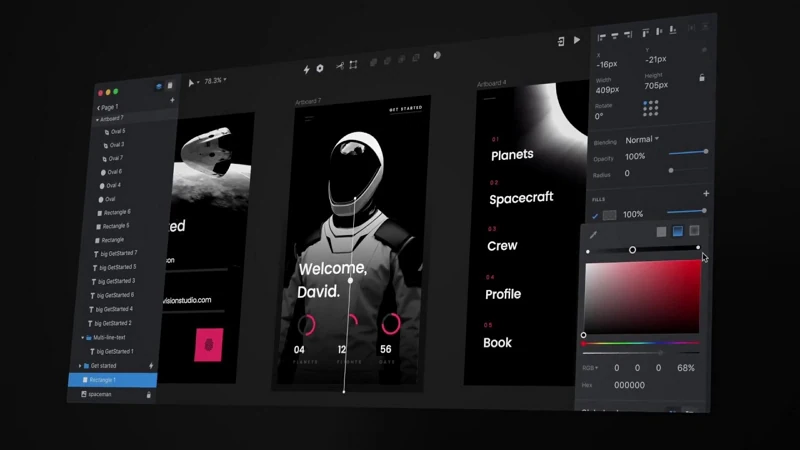 78.3%
Page 1
Artboard 7
Oval 5
Oval 3
Oval 7
Oval 6
Oval 4
Oval
Rectangle 6
Rectangle 5
Rectangle
big GetStarted 7
big GetStarted 5
big GetStarted 3
big GetStarted 6
big GetStarted 4
big GetStarted 2
Multi-line-text
big GetStarted 1
Get started
Rectangle 1
spaceman
ted
son
visionstudio.com
Artboard 7
GET STARTED
Welcome,
David.
04
12
56
Artboard 4
01
Planets
02
Spacecraft
03
Crew
04
Profile
05
Book
X
Y
-16px
-21px
Width
Height
409px
705px
Rotate
0°
Blending
Normal
Opacity
100%
Radius
0
FILLS
100%
RGB
0
0
0
68%
Hex
000000